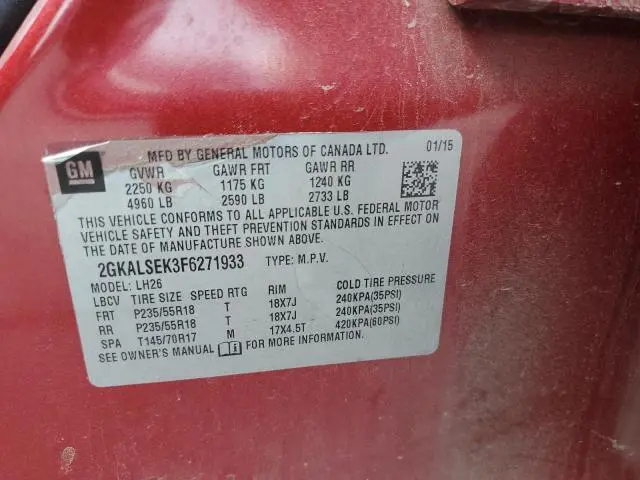 GM
MFD BY GENERAL MOTORS OF CANADA LTD. 01/15
GVWR GAWR FRT GAWR RR
2250 KG 1175 KG 1240 KG
4960 LB 2590 LB 2733 LB
THIS VEHICLE CONFORMS TO ALL APPLICABLE U.S. FEDERAL MOTOR
VEHICLE SAFETY AND THEFT PREVENTION STANDARDS IN EFFECT ON
THE DATE OF MANUFACTURE SHOWN ABOVE.
2GKALSEK3F6271933 TYPE: M.P.V.
MODEL: LH26
LBCV TIRE SIZE SPEED RTG RIM COLD TIRE PRESSURE
FRT P235/55R18 T 18X7J 240KPA(35PSI)
RR P235/55R18 T 18X7J 240KPA(35PSI)
SPA T145/70R17 M 17X4.5T 420KPA(60PSI)
SEE OWNER'S MANUAL FOR MORE INFORMATION